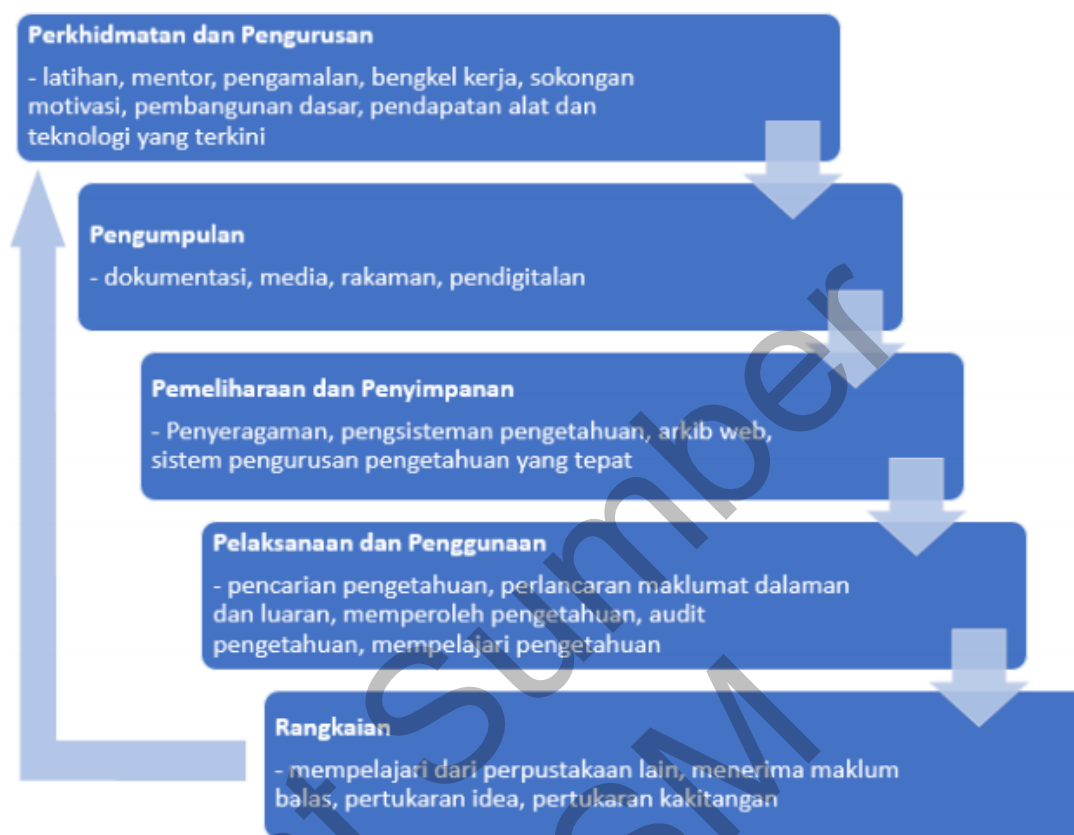 Perkhidmatan dan Pengurusan
- latihan, mentor, pengamalan, bengkel kerja, sokongan
motivasi, pembangunan dasar, pendapatan alat dan
teknologi yang terkini
Pengumpulan
- dokumentasi, media, rakaman, pendigitalan
Pemeliharaan dan Penyimpanan
- Penyeragaman, pengsisteman pengetahuan, arkib web,
sistem pengurusan pengetahuan yang tepat
Pelaksanaan dan Penggunaan
- pencarian pengetahuan, perlancaran maklumat dalaman
dan luaran, memperoleh pengetahuan, audit
pengetahuan, mempelajari pengetahuan
Rangkaian
- mempelajari dari perpustakaan lain, menerima maklum
balas, pertukaran idea, pertukaran kakitangan
Sumber